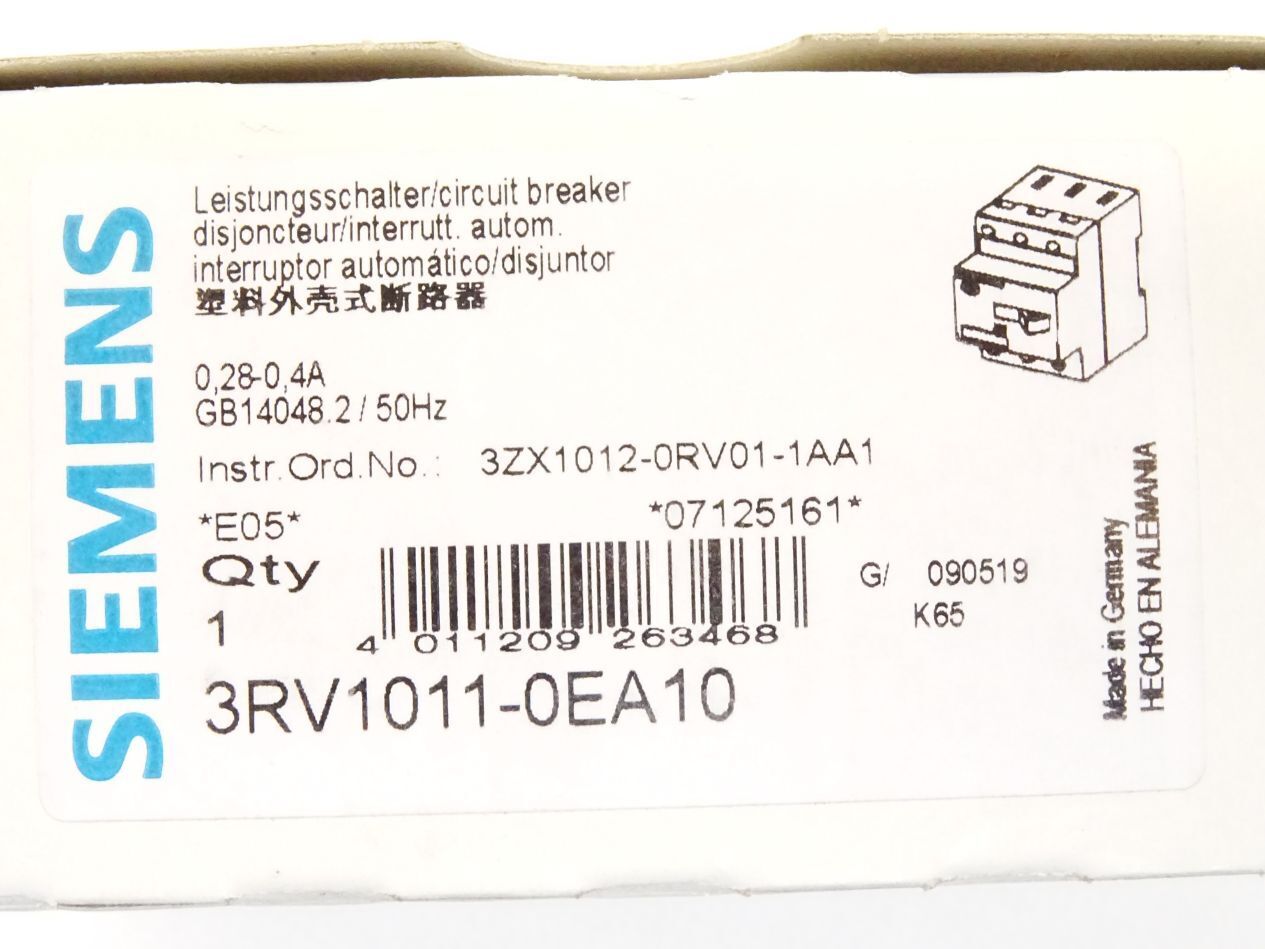 SIEMENS
Leistungsschalter/circuit breaker
disjoncteur/interrutt. autom.
interruptor automático/disjuntor
塑料外壳式断路器
0,28-0,4A
GB14048.2 / 50Hz
Instr.Ord.No.: 3ZX1012-0RV01-1AA1
*E05* *07125161*
Qty
1
4 011209 263468
G/ 090519
K65
3RV1011-0EA10
Made in Germany
HECHO EN ALEMANIA